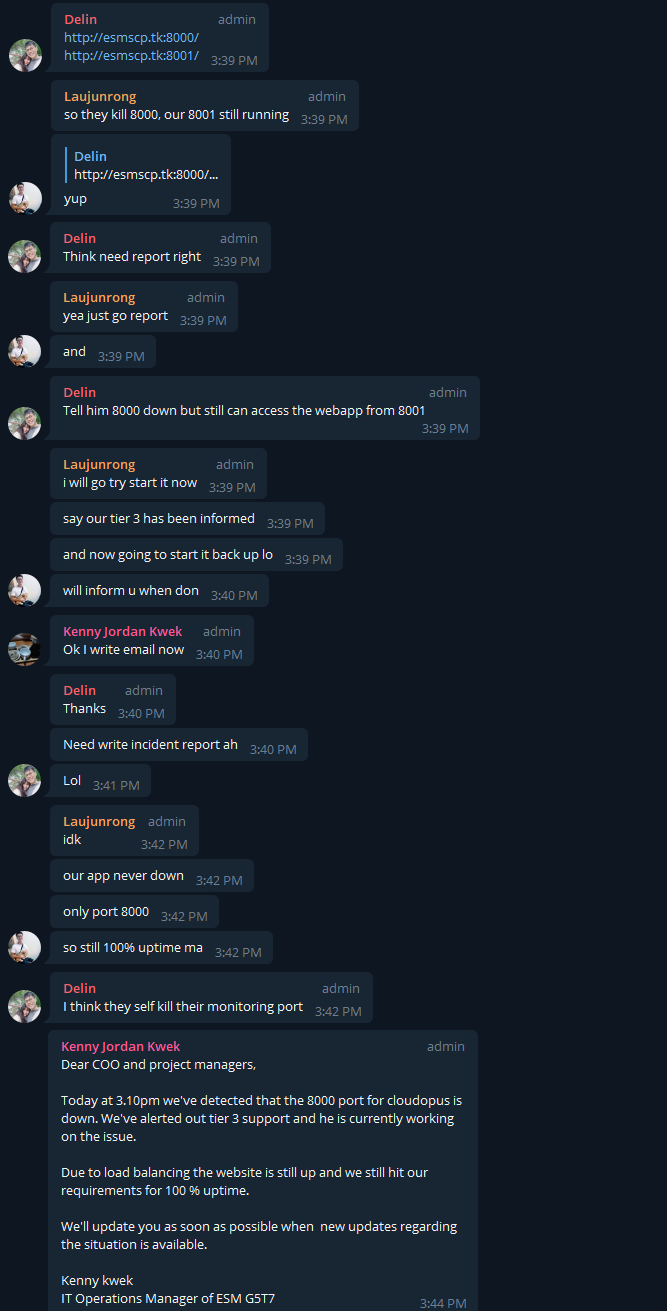 Delin admin
http://esmscp.tk:8000/
http://esmscp.tk:8001/ 3:39 PM
Laujunrong admin
so they kill 8000, our 8001 still running 3:39 PM
Delin
http://esmscp.tk:8000/...
yup 3:39 PM
Delin admin
Think need report right 3:39 PM
Laujunrong admin
yea just go report 3:39 PM
and 3:39 PM
Delin admin
Tell him 8000 down but still can access the webapp from 8001
3:39 PM
Laujunrong admin
i will go try start it now 3:39 PM
say our tier 3 has been informed 3:39 PM
and now going to start it back up lo 3:39 PM
will inform u when don 3:40 PM
Kenny Jordan Kwek admin
Ok I write email now 3:40 PM
Delin admin
Thanks 3:40 PM
Need write incident report ah 3:40 PM
Lol 3:41 PM
Laujunrong admin
idk 3:42 PM
our app never down 3:42 PM
only port 8000 3:42 PM
so still 100% uptime ma 3:42 PM
Delin admin
I think they self kill their monitoring port 3:42 PM
Kenny Jordan Kwek admin
Dear COO and project managers,
Today at 3.10pm we've detected that the 8000 port for cloudopus is
down. We've alerted out tier 3 support and he is currently working
on the issue.
Due to load balancing the website is still up and we still hit our
requirements for 100 % uptime.
We'll update you as soon as possible when  new updates regarding
the situation is available.
Kenny kwek
IT Operations Manager of ESM G5T7 3:44 PM